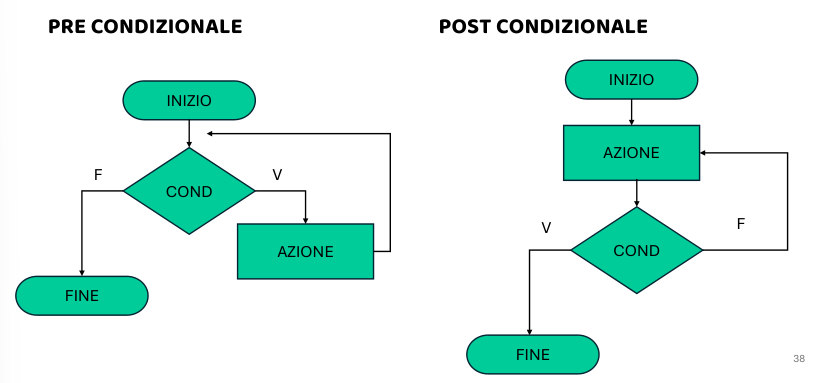 PRE CONDIZIONALE
INIZIO
F
V
COND
AZIONE
FINE
POST CONDIZIONALE
INIZIO
AZIONE
V
F
COND
FINE
38